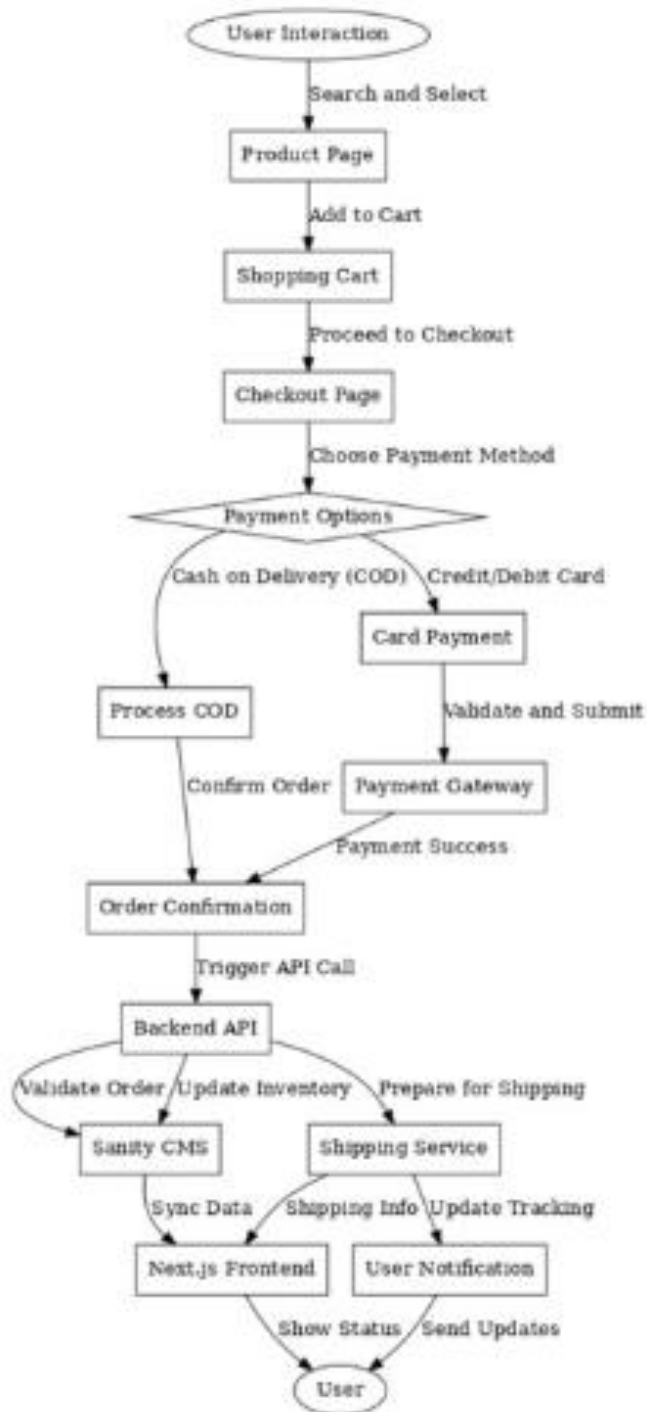 User Interaction
Search and Select
Product Page
Add to Cart
Shopping Cart
Proceed to Checkout
Checkout Page
Choose Payment Method
Payment Options
Cash on Delivery (COD)
Credit/Debit Card
Card Payment
Process COD
Validate and Submit
Confirm Order
Payment Gateway
Payment Success
Order Confirmation
Trigger API Call
Backend API
Validate Order
Update Inventory
Prepare for Shipping
Sanity CMS
Shipping Service
Sync Data
Shipping Info
Update Tracking
Next.js Frontend
User Notification
Show Status
Send Updates
User